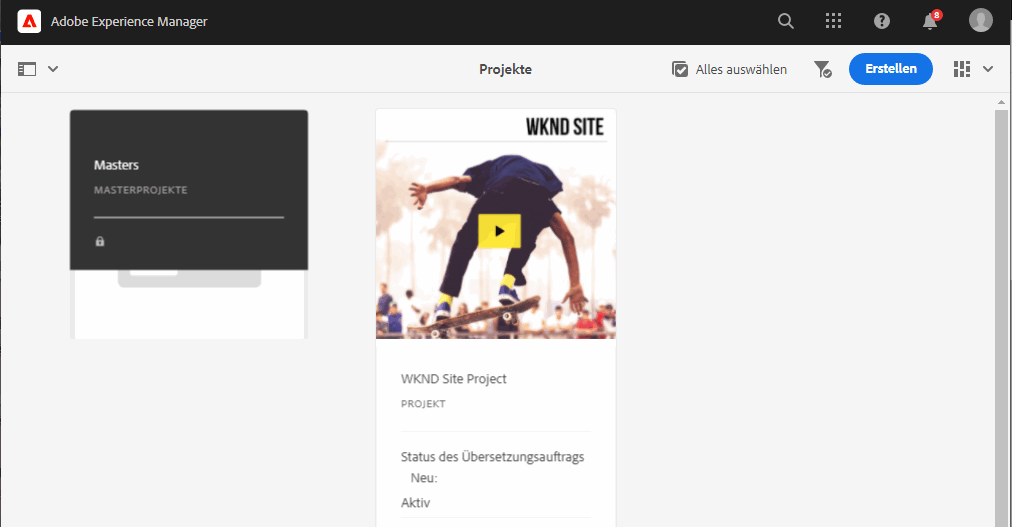 Adobe Experience Manager
8
Projekte
Alles auswählen
Erstellen
Masters
MASTERPROJEKTE
WKND SITE
WKND Site Project
PROJEKT
Status des Übersetzungsauftrags
Neu:
Aktiv